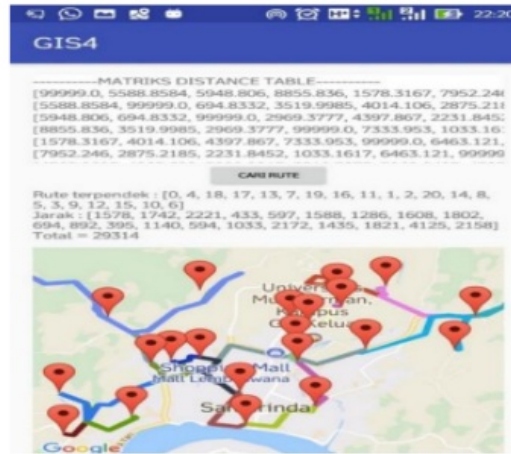 22:20
GIS4
----------MATRIKS DISTANCE TABLE----------
[99999.0, 5588.8584, 5948.806, 8855.836, 1578.3167, 7952.246
[5588.8584, 99999.0, 694.8332, 3519.9985, 4014.106, 2875.218
[5948.806, 694.8332, 99999.0, 2969.3777, 4397.867, 2231.8452
[8855.836, 3519.9985, 2969.3777, 99999.0, 7333.953, 1033.161
[1578.3167, 4014.106, 4397.867, 7333.953, 99999.0, 6463.121,
[7952.246, 2875.2185, 2231.8452, 1033.1617, 6463.121, 99999
CARI RUTE
Rute terpendek : [0, 4, 18, 17, 13, 7, 19, 16, 11, 1, 2, 20, 14, 8,
5, 3, 9, 12, 15, 10, 6]
Jarak : [1578, 1742, 2221, 433, 597, 1588, 1286, 1608, 1802,
694, 892, 395, 1140, 594, 1033, 2172, 1435, 1821, 4125, 2158]
Total = 29314
Google